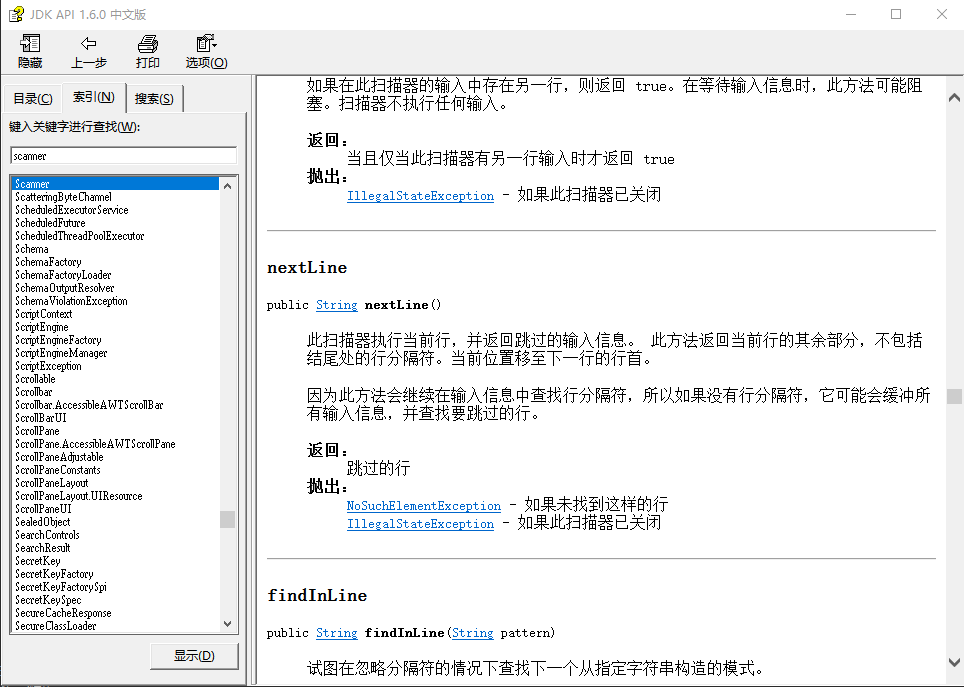 JDK API 1.6.0 中文版
隐藏 上一步 打印 选项(O)
目录(C) 索引(N) 搜索(S)
键入关键字进行查找(W):
scanner
Scanner
ScatteringByteChannel
ScheduledExecutorService
ScheduledFuture
ScheduledThreadPoolExecutor
Schema
SchemaFactory
SchemaFactoryLoader
SchemaOutputResolver
SchemaViolationException
ScriptContext
ScriptEngine
ScriptEngineFactory
ScriptEngineManager
ScriptException
Scrollable
Scrollbar
Scrollbar.AccessibleAWTScrollBar
ScrollBarUI
ScrollPane
ScrollPane.AccessibleAWTScrollPane
ScrollPaneAdjustable
ScrollPaneConstants
ScrollPaneLayout
ScrollPaneLayout.UIResource
ScrollPaneUI
SealedObject
SearchControls
SearchResult
SecretKey
SecretKeyFactory
SecretKeyFactorySpi
SecretKeySpec
SecureCacheResponse
SecureClassLoader
显示(D)
如果在此扫描器的输入中存在另一行，则返回 true。在等待输入信息时，此方法可能阻
塞。扫描器不执行任何输入。
返回：
当且仅当此扫描器有另一行输入时才返回 true
抛出：
IllegalStateException - 如果此扫描器已关闭
nextLine
public String nextLine()
此扫描器执行当前行，并返回跳过的输入信息。 此方法返回当前行的其余部分，不包括
结尾处的行分隔符。当前位置移至下一行的行首。
因为此方法会继续在输入信息中查找行分隔符，所以如果没有行分隔符，它可能会缓冲所
有输入信息，并查找要跳过的行。
返回：
跳过的行
抛出：
NoSuchElementException - 如果未找到这样的行
IllegalStateException - 如果此扫描器已关闭
findInLine
public String findInLine(String pattern)
试图在忽略分隔符的情况下查找下一个从指定字符串构造的模式。